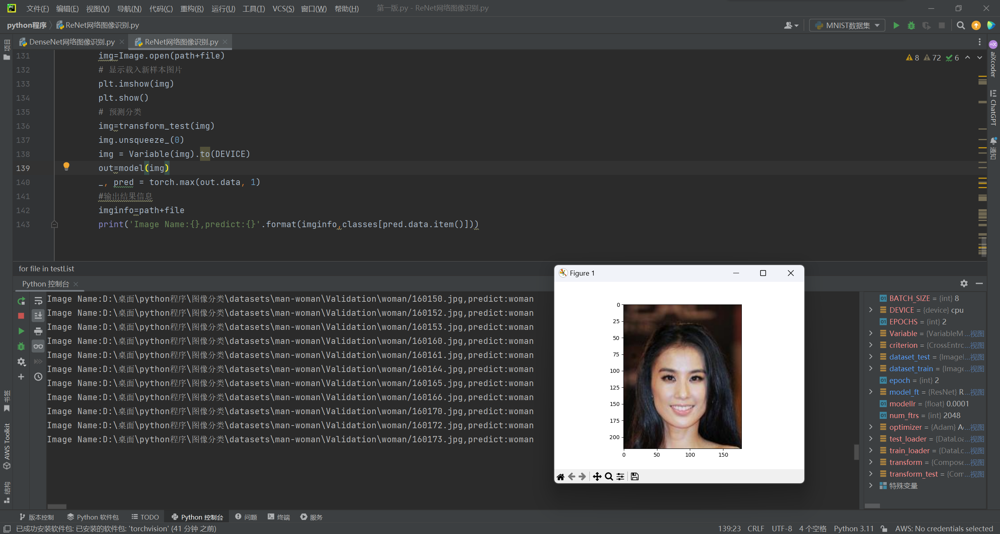 文件(F) 编辑(E) 视图(V) 导航(N) 代码(C) 重构(R) 运行(U) 工具(T) VCS(S) 窗口(W) 帮助(H) 第一版.py - ReNet网络图像识别.py
python程序 ReNet网络图像识别.py MNIST数据集
DenseNet网络图像识别.py ReNet网络图像识别.py
项目
8 72 6
131 img=Image.open(path+file)
132 # 显示载入新样本图片
133 plt.imshow(img)
134 plt.show()
135 # 预测分类
136 img=transform_test(img)
137 img.unsqueeze_(0)
138 img = Variable(img).to(DEVICE)
139 out=model(img)
140 _, pred = torch.max(out.data, 1)
141 #输出结果信息
142 imginfo=path+file
143 print('Image Name:{},predict:{}'.format(imginfo,classes[pred.data.item()]))
aiXcoder
ChatGPT
通知
for file in testList
Python 控制台
Image Name:D:\桌面\python程序\图像分类\datasets\man-woman\Validation\woman/160150.jpg,predict:woman
Image Name:D:\桌面\python程序\图像分类\datasets\man-woman\Validation\woman/160152.jpg,predict:woman
Image Name:D:\桌面\python程序\图像分类\datasets\man-woman\Validation\woman/160153.jpg,predict:woman
Image Name:D:\桌面\python程序\图像分类\datasets\man-woman\Validation\woman/160160.jpg,predict:woman
Image Name:D:\桌面\python程序\图像分类\datasets\man-woman\Validation\woman/160161.jpg,predict:woman
Image Name:D:\桌面\python程序\图像分类\datasets\man-woman\Validation\woman/160164.jpg,predict:woman
Image Name:D:\桌面\python程序\图像分类\datasets\man-woman\Validation\woman/160165.jpg,predict:woman
Image Name:D:\桌面\python程序\图像分类\datasets\man-woman\Validation\woman/160166.jpg,predict:woman
Image Name:D:\桌面\python程序\图像分类\datasets\man-woman\Validation\woman/160170.jpg,predict:woman
Image Name:D:\桌面\python程序\图像分类\datasets\man-woman\Validation\woman/160172.jpg,predict:woman
Image Name:D:\桌面\python程序\图像分类\datasets\man-woman\Validation\woman/160173.jpg,predict:woman
Figure 1
0
25
50
75
100
125
150
175
200
0 50 100 150
BATCH_SIZE = {int} 8
DEVICE = {device} cpu
EPOCHS = {int} 2
Variable = {VariableM...视图
criterion = {CrossEntrc...视图
dataset_test = {Imagel...视图
dataset_train = {Image...视图
epoch = {int} 2
model_ft = {ResNet} R...视图
modellr = {float} 0.0001
num_ftrs = {int} 2048
optimizer = {Adam} Ac...视图
test_loader = {DataLoa...视图
train_loader = {DataLc...视图
transform = {Compose...视图
transform_test = {Com...视图
特殊变量
书签
AWS Toolkit
结构
版本控制 Python 软件包 TODO Python 控制台 问题 终端 服务
已成功安装软件包: 已安装的软件包: 'torchvision' (41 分钟 之前) 139:23 CRLF UTF-8 4 个空格 Python 3.11 AWS: No credentials selected